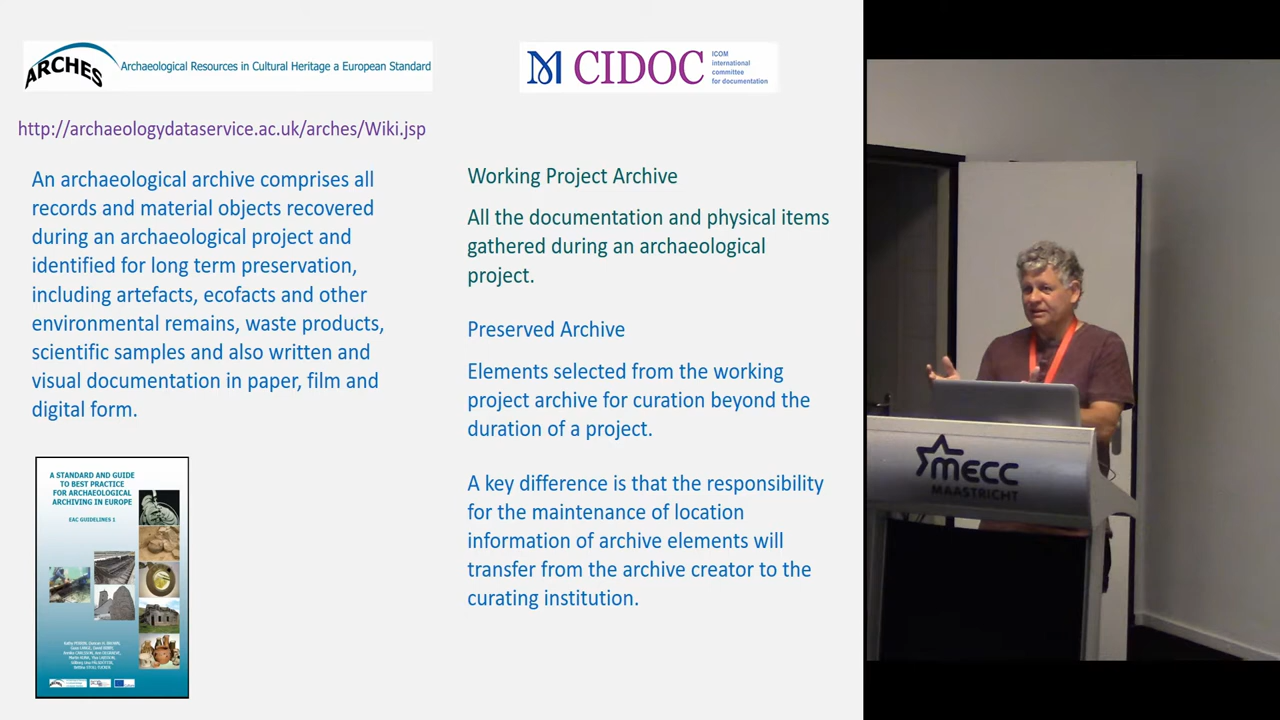 ARCHES
Archaeological Resources in Cultural Heritage a European Standard
http://archaeologydataservice.ac.uk/arches/Wiki.jsp
An archaeological archive comprises all
records and material objects recovered
during an archaeological project and
identified for long term preservation,
including artefacts, ecofacts and other
environmental remains, waste products,
scientific samples and also written and
visual documentation in paper, film and
digital form.
A STANDARD AND GUIDE
TO BEST PRACTICE
FOR ARCHAEOLOGICAL
ARCHIVING IN EUROPE
EAC GUIDELINES 1
CIDOC
ICOM
international
committee
for documentation
Working Project Archive
All the documentation and physical items
gathered during an archaeological
project.
Preserved Archive
Elements selected from the working
project archive for curation beyond the
duration of a project.
A key difference is that the responsibility
for the maintenance of location
information of archive elements will
transfer from the archive creator to the
curating institution.
mecc
MAASTRICHT